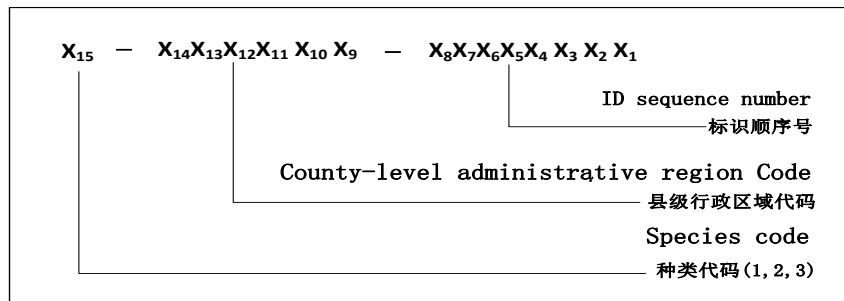 X₁₅ — X₁₄X₁₃X₁₂X₁₁ X₁₀ X₉ — X₈X₇X₆X₅X₄ X₃ X₂ X₁
ID sequence number
标识顺序号
County-level administrative region Code
县级行政区域代码
Species code
种类代码(1,2,3)